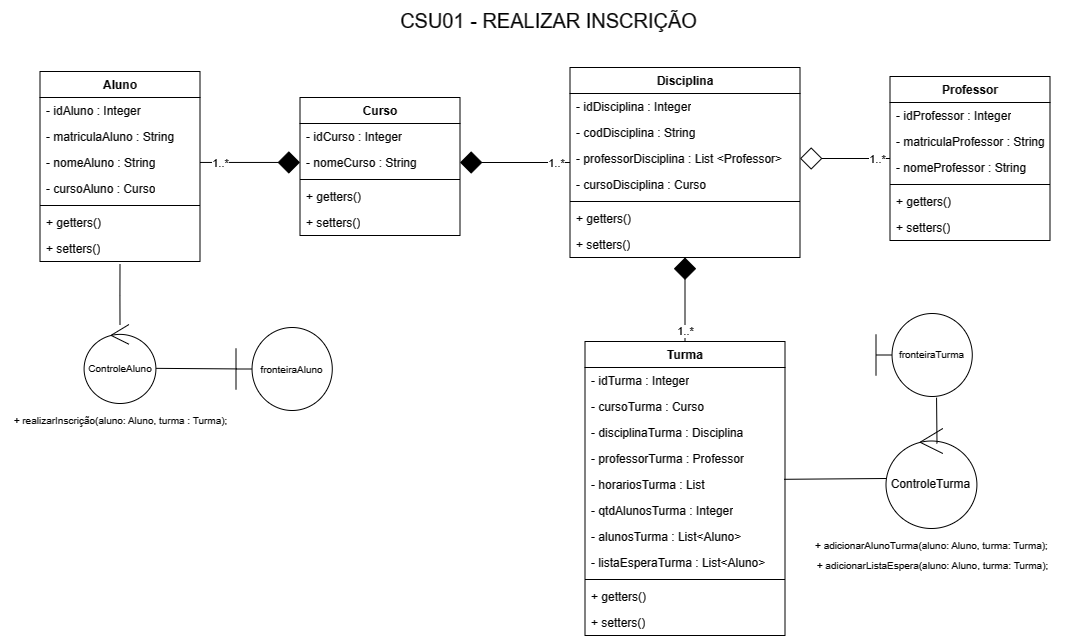 CSU01 - REALIZAR INSCRIÇÃO
Aluno
- idAluno : Integer
- matriculaAluno : String
- nomeAluno : String
- cursoAluno : Curso
+ getters()
+ setters()
1..*
Curso
- idCurso : Integer
- nomeCurso : String
+ getters()
+ setters()
1..*
Disciplina
- idDisciplina : Integer
- codDisciplina : String
- professorDisciplina : List <Professor>
- cursoDisciplina : Curso
+ getters()
+ setters()
1..*
Professor
- idProfessor : Integer
- matriculaProfessor : String
- nomeProfessor : String
+ getters()
+ setters()
ControleAluno
fronteiraAluno
+ realizarInscrição(aluno: Aluno, turma : Turma);
1..*
Turma
- idTurma : Integer
- cursoTurma : Curso
- disciplinaTurma : Disciplina
- professorTurma : Professor
- horariosTurma : List
- qtdAlunosTurma : Integer
- alunosTurma : List<Aluno>
- listaEsperaTurma : List<Aluno>
+ getters()
+ setters()
fronteiraTurma
ControleTurma
+ adicionarAlunoTurma(aluno: Aluno, turma: Turma);
+ adicionarListaEspera(aluno: Aluno, turma: Turma);